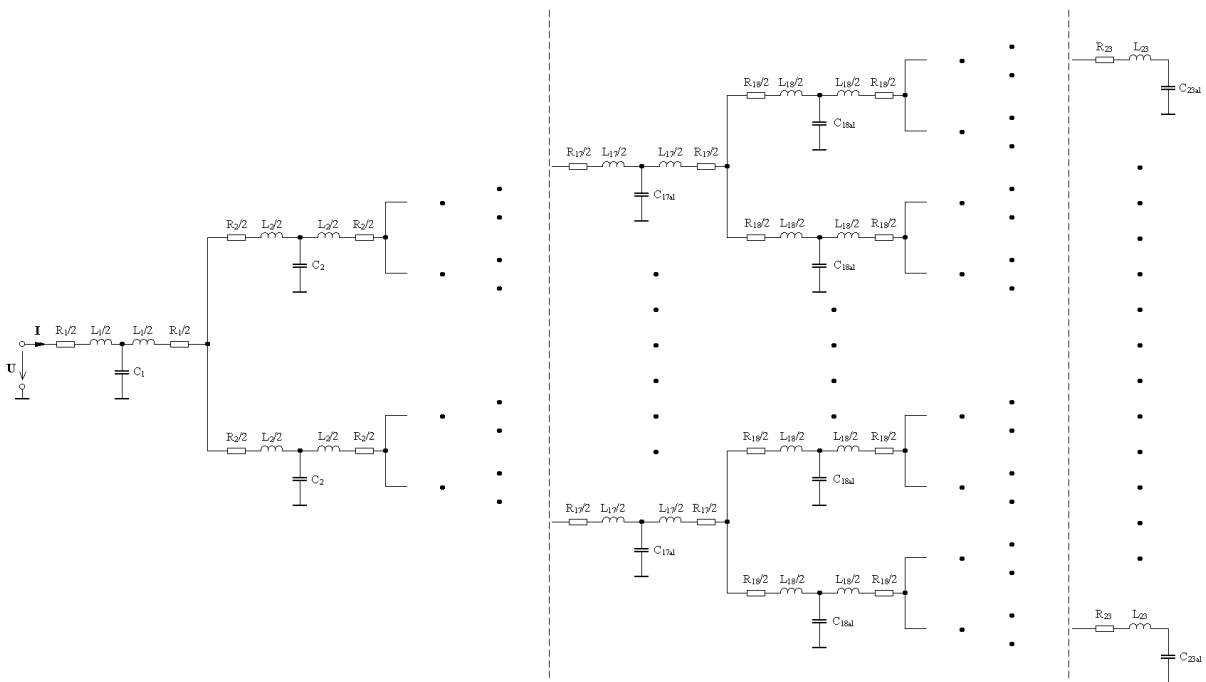 R23 L23
C23al
R18/2 L18/2 L18/2 R18/2
C18al
R17/2 L17/2 L17/2 R17/2
C17al
R2/2 L2/2 L2/2 R2/2
C2
R18/2 L18/2 L18/2 R18/2
C18al
I R1/2 L1/2 L1/2 R1/2
U
C1
R2/2 L2/2 L2/2 R2/2
C2
R18/2 L18/2 L18/2 R18/2
C18al
R17/2 L17/2 L17/2 R17/2
C17al
R18/2 L18/2 L18/2 R18/2
C18al
R23 L23
C23al